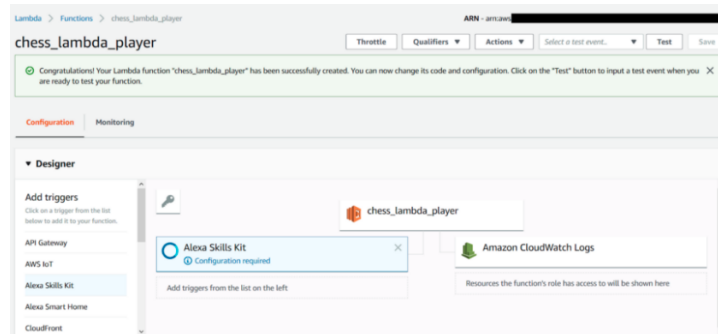 Lambda > Functions > chess_lambda_player
ARN - arn:aws
chess_lambda_player
Throttle
Qualifiers
Actions
Select a test event..
Test
Save
Congratulations! Your Lambda function "chess_lambda_player" has been successfully created. You can now change its code and configuration. Click on the "Test" button to input a test event when you
are ready to test your function.
Configuration
Monitoring
Designer
Add triggers
Click on a trigger from the list
below to add it to your function.
API Gateway
AWS IoT
Alexa Skills Kit
Alexa Smart Home
CloudFront
chess_lambda_player
Alexa Skills Kit
Configuration required
Add triggers from the list on the left
Amazon CloudWatch Logs
Resources the function's role has access to will be shown here